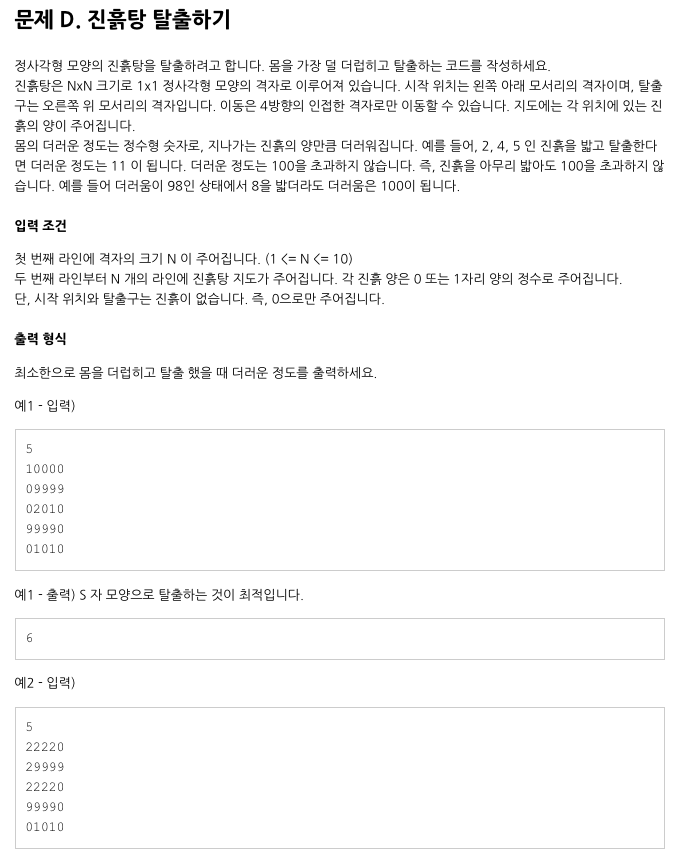 문제 D. 진흙탕 탈출하기
정사각형 모양의 진흙탕을 탈출하려고 합니다. 몸을 가장 덜 더럽히고 탈출하는 코드를 작성하세요.
진흙탕은 NxN 크기로 1x1 정사각형 모양의 격자로 이루어져 있습니다. 시작 위치는 왼쪽 아래 모서리의 격자이며, 탈출
구는 오른쪽 위 모서리의 격자입니다. 이동은 4방향의 인접한 격자로만 이동할 수 있습니다. 지도에는 각 위치에 있는 진
흙의 양이 주어집니다.
몸의 더러운 정도는 정수형 숫자로, 지나가는 진흙의 양만큼 더러워집니다. 예를 들어, 2, 4, 5 인 진흙을 밟고 탈출한다
면 더러운 정도는 11 이 됩니다. 더러운 정도는 100을 초과하지 않습니다. 즉, 진흙을 아무리 밟아도 100을 초과하지 않
습니다. 예를 들어 더러움이 98인 상태에서 8을 밟더라도 더러움은 100이 됩니다.
입력 조건
첫 번째 라인에 격자의 크기 N 이 주어집니다. (1 <= N <= 10)
두 번째 라인부터 N 개의 라인에 진흙탕 지도가 주어집니다. 각 진흙 양은 0 또는 1자리 양의 정수로 주어집니다.
단, 시작 위치와 탈출구는 진흙이 없습니다. 즉, 0으로만 주어집니다.
출력 형식
최소한으로 몸을 더럽히고 탈출 했을 때 더러운 정도를 출력하세요.
예1 - 입력)
5
10000
09999
02010
99990
01010
예1 - 출력) S 자 모양으로 탈출하는 것이 최적입니다.
6
예2 - 입력)
5
22220
29999
22220
99990
01010